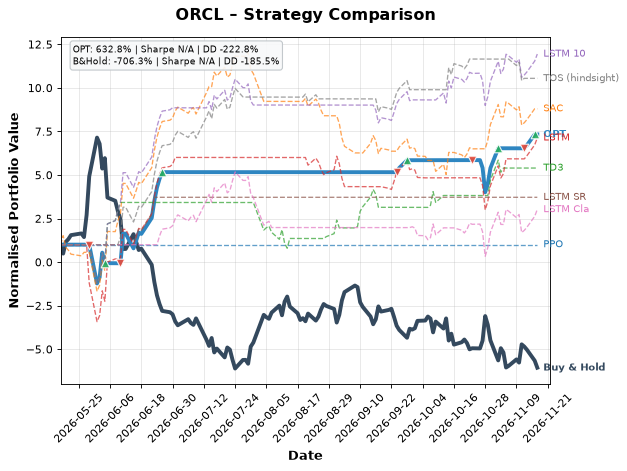 ORCL – Strategy Comparison
OPT: 632.8% | Sharpe N/A | DD -222.8%
B&Hold: -706.3% | Sharpe N/A | DD -185.5%
Normalised Portfolio Value
12.5
10.0
7.5
5.0
2.5
0.0
−2.5
−5.0
LSTM 10
TOS (hindsight)
SAC
OPT
LSTM
TD3
LSTM SR
LSTM Cla
PPO
Buy & Hold
2026-05-25
2026-06-06
2026-06-18
2026-06-30
2026-07-12
2026-07-24
2026-08-05
2026-08-17
2026-08-29
2026-09-10
2026-09-22
2026-10-04
2026-10-16
2026-10-28
2026-11-09
2026-11-21
Date